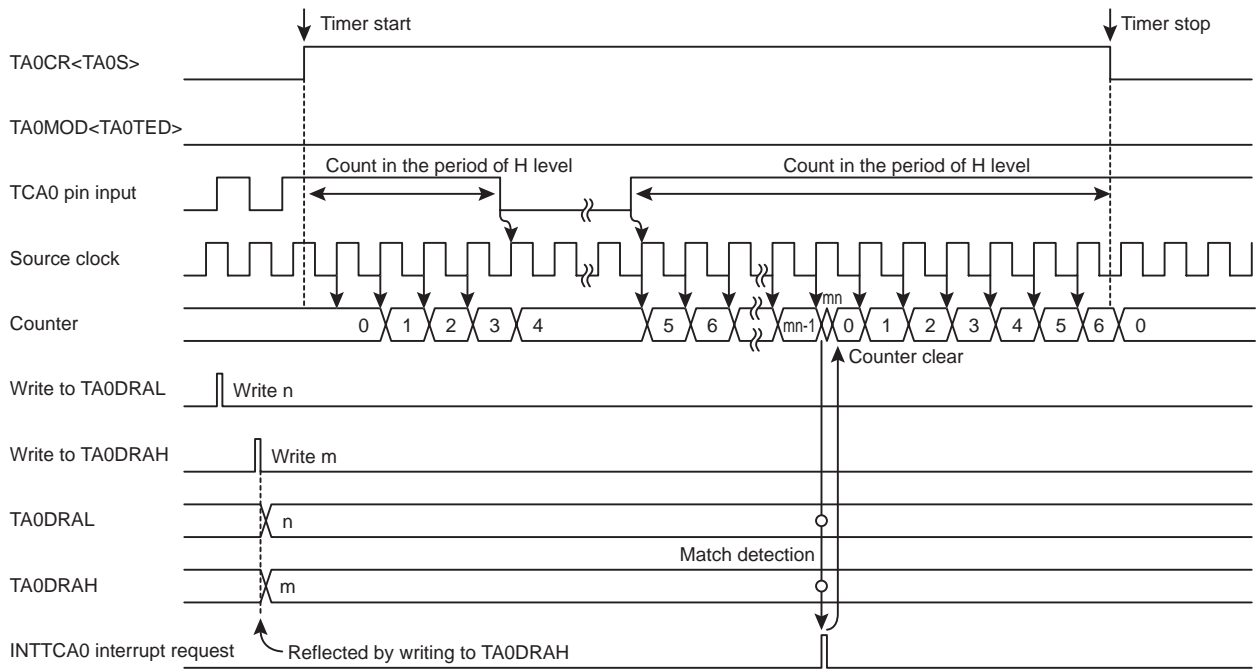 Timer start
Timer stop
TA0CR<TA0S>
TA0MOD<TA0TED>
Count in the period of H level
Count in the period of H level
TCA0 pin input
Source clock
mn
Counter 0 1 2 3 4 5 6 mn-1 0 1 2 3 4 5 6 0
Counter clear
Write to TA0DRAL Write n
Write to TA0DRAH Write m
TA0DRAL n
Match detection
TA0DRAH m
INTTCA0 interrupt request Reflected by writing to TA0DRAH